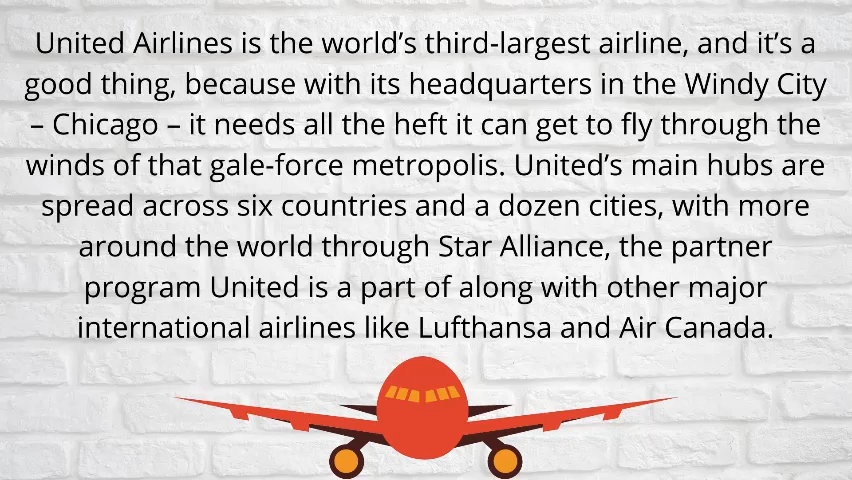 United Airlines is the world’s third-largest airline, and it’s a
good thing, because with its headquarters in the Windy City
– Chicago – it needs all the heft it can get to fly through the
winds of that gale-force metropolis. United’s main hubs are
spread across six countries and a dozen cities, with more
around the world through Star Alliance, the partner
program United is a part of along with other major
international airlines like Lufthansa and Air Canada.